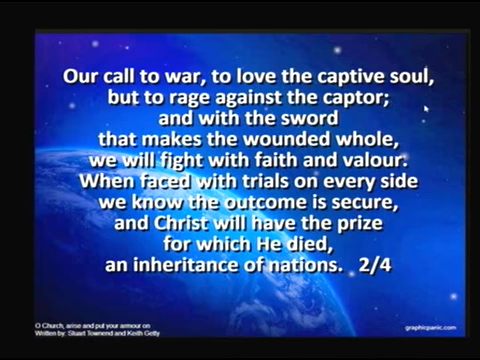 Our call to war, to love the captive soul,
but to rage against the captor;
and with the sword
that makes the wounded whole,
we will fight with faith and valour.
When faced with trials on every side
we know the outcome is secure,
and Christ will have the prize
for which He died,
an inheritance of nations.   2/4
O Church, arise and put your armour on
Written by: Stuart Townend and Keith Getty
graphicpanic.com